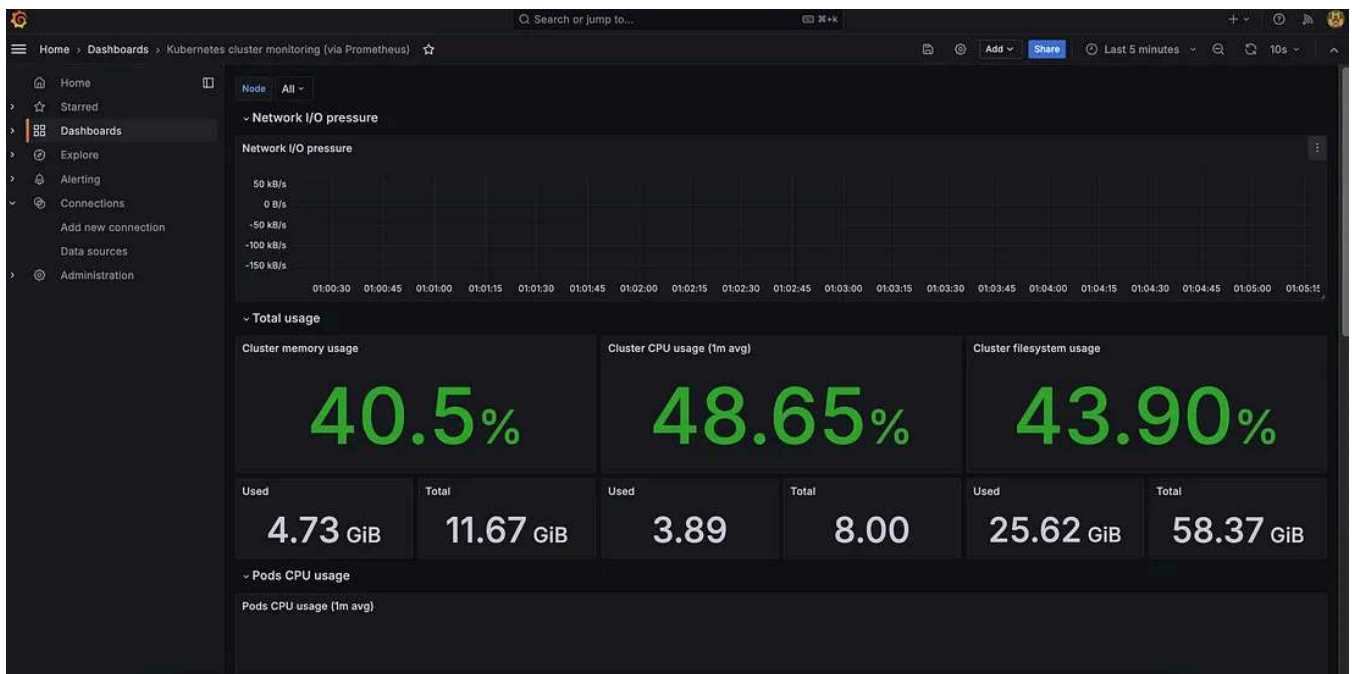 Search or jump to... ⌘+k
Home › Dashboards › Kubernetes cluster monitoring (via Prometheus)
Add
Share
Last 5 minutes
10s
Home
Starred
Dashboards
Explore
Alerting
Connections
Add new connection
Data sources
Administration
Node All
Network I/O pressure
Network I/O pressure
50 kB/s
0 B/s
-50 kB/s
-100 kB/s
-150 kB/s
01:00:30 01:00:45 01:01:00 01:01:15 01:01:30 01:01:45 01:02:00 01:02:15 01:02:30 01:02:45 01:03:00 01:03:15 01:03:30 01:03:45 01:04:00 01:04:15 01:04:30 01:04:45 01:05:00 01:05:15
Total usage
Cluster memory usage
40.5%
Cluster CPU usage (1m avg)
48.65%
Cluster filesystem usage
43.90%
Used
4.73 GiB
Total
11.67 GiB
Used
3.89
Total
8.00
Used
25.62 GiB
Total
58.37 GiB
Pods CPU usage
Pods CPU usage (1m avg)